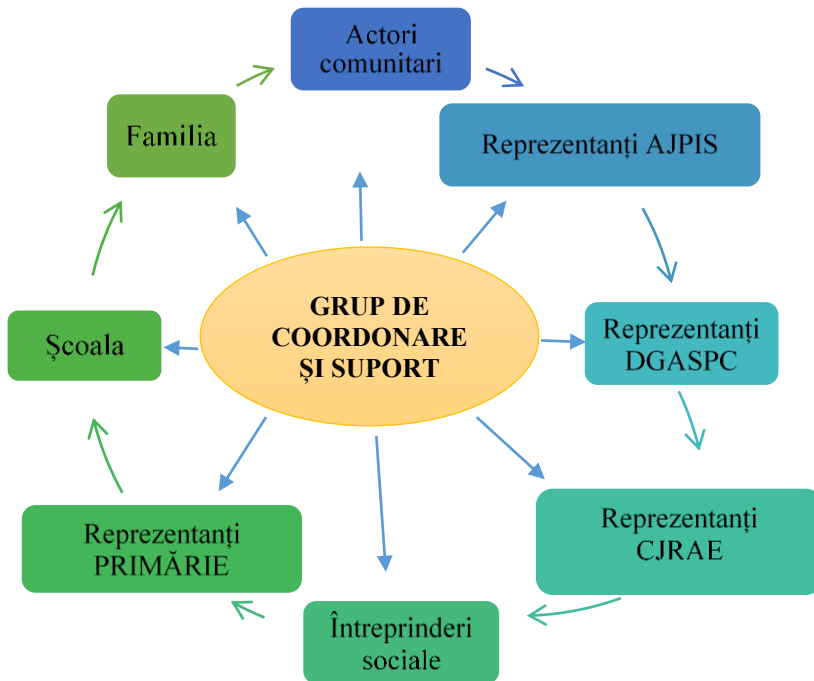 Actori
comunitari
Reprezentanți AJPIS
Reprezentanți
DGASPC
Reprezentanți
CJRAE
Întreprinderi
sociale
Reprezentanți
PRIMĂRIE
Școala
Familia
GRUP DE
COORDONARE
ȘI SUPORT